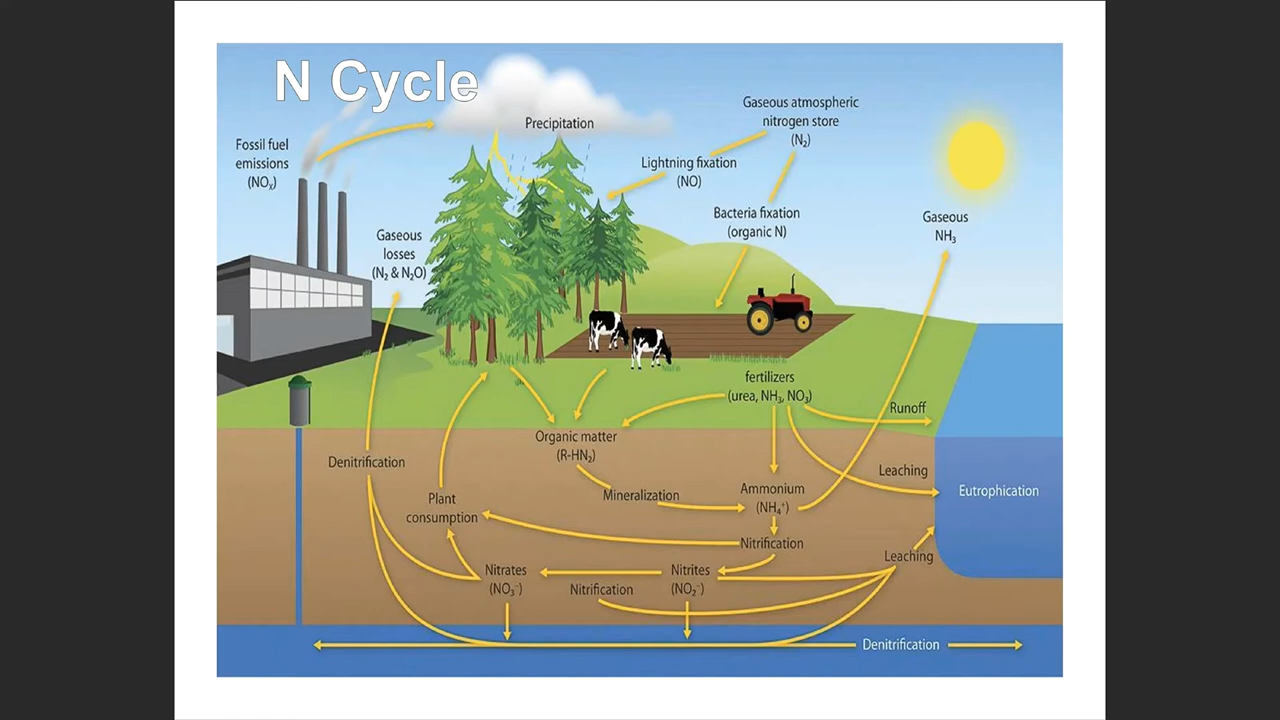 N Cycle
Fossil fuel
emissions
(NOₓ)
Precipitation
Gaseous atmospheric
nitrogen store
(N₂)
Lightning fixation
(NO)
Bacteria fixation
(organic N)
Gaseous
NH₃
Gaseous
losses
(N₂ & N₂O)
fertilizers
(urea, NH₃, NO₃)
Runoff
Organic matter
(R-HN₂)
Denitrification
Mineralization
Ammonium
(NH₄⁺)
Leaching
Eutrophication
Plant
consumption
Nitrification
Leaching
Nitrates
(NO₃⁻)
Nitrification
Nitrites
(NO₂⁻)
Denitrification